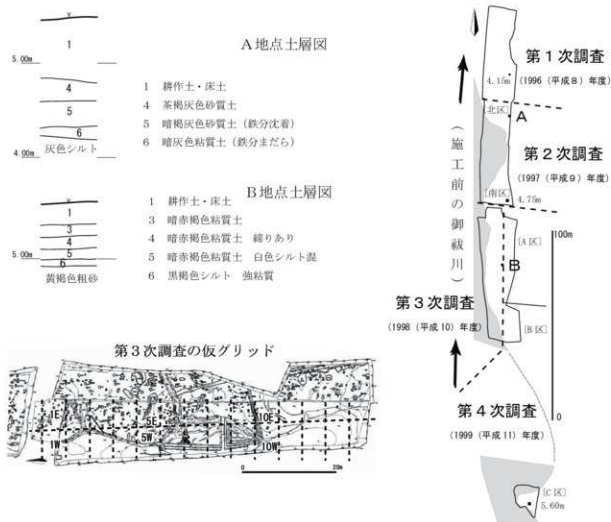 A地点土層図
1
5.00m
4
5
6
灰色シルト
4.00m
1 耕作土・床土
4 茶褐灰色砂質土
5 暗褐灰色砂質土（鉄分沈着）
6 暗灰色粘質土（鉄分まだら）
B地点土層図
1
3
4
5
6
5.00m
黄褐色粗砂
1 耕作土・床土
3 暗赤褐色粘質土
4 暗赤褐色粘質土 締りあり
5 暗赤褐色粘質土 白色シルト混
6 黒褐色シルト 強粘質
第３次調査の仮グリッド
1E
5E
10E
1W
5W
10W
0
20m
第１次調査
（1996（平成８）年度）
4.15m
[北区]
A
第２次調査
（1997（平成９）年度）
[南区]
4.75m
（施工前の御祓川）
[A区]
100m
B
第３次調査
（1998（平成10）年度）
[B区]
第４次調査
（1999（平成11）年度）
0
[C区]
5.60m